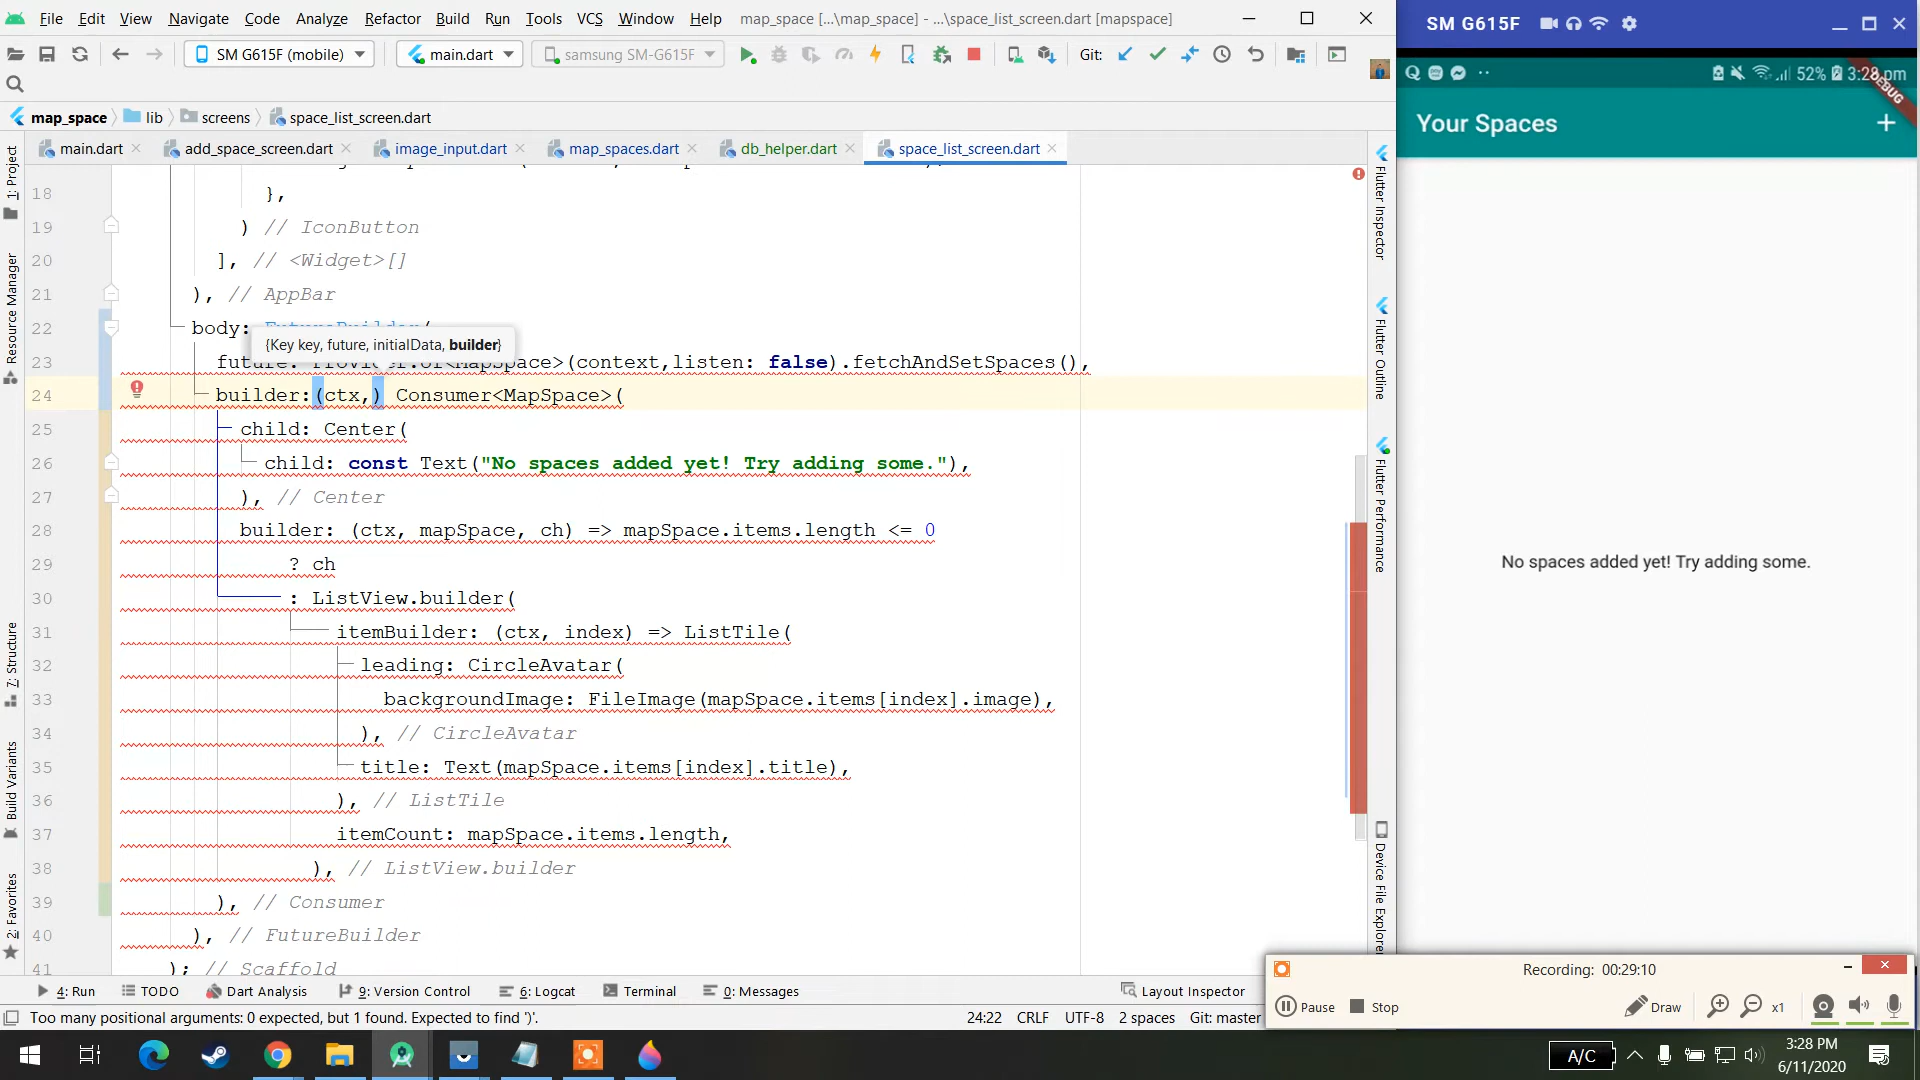 File Edit View Navigate Code Analyze Refactor Build Run Tools VCS Window Help map_space [...\map_space] - ...\space_list_screen.dart [mapspace]
SM G615F
SM G615F (mobile) main.dart samsung SM-G615F Git:
52% 3:28 pm
DEBUG
map_space lib screens space_list_screen.dart
Your Spaces +
main.dart add_space_screen.dart image_input.dart map_spaces.dart db_helper.dart space_list_screen.dart
18 },
19 ) // IconButton
20 ], // <Widget>[]
21 ), // AppBar
22 body: FutureBuilder(
{Key key, future, initialData, builder}
23 future: Provider.of<MapSpace>(context,listen: false).fetchAndSetSpaces(),
24 builder:(ctx,) Consumer<MapSpace>(
25 child: Center(
26 child: const Text("No spaces added yet! Try adding some."),
27 ), // Center
28 builder: (ctx, mapSpace, ch) => mapSpace.items.length <= 0
29 ? ch
30 : ListView.builder(
31 itemBuilder: (ctx, index) => ListTile(
32 leading: CircleAvatar(
33 backgroundImage: FileImage(mapSpace.items[index].image),
34 ), // CircleAvatar
35 title: Text(mapSpace.items[index].title),
36 ), // ListTile
37 itemCount: mapSpace.items.length,
38 ), // ListView.builder
39 ), // Consumer
40 ), // FutureBuilder
41 ); // Scaffold
1: Project
Resource Manager
7: Structure
Build Variants
2: Favorites
Flutter Inspector
Flutter Outline
Flutter Performance
Device File Explorer
No spaces added yet! Try adding some.
Recording: 00:29:10
Pause Stop Draw x1
4: Run TODO Dart Analysis 9: Version Control 6: Logcat Terminal 0: Messages Layout Inspector
Too many positional arguments: 0 expected, but 1 found. Expected to find ')'. 24:22 CRLF UTF-8 2 spaces Git: master
A/C
3:28 PM
6/11/2020